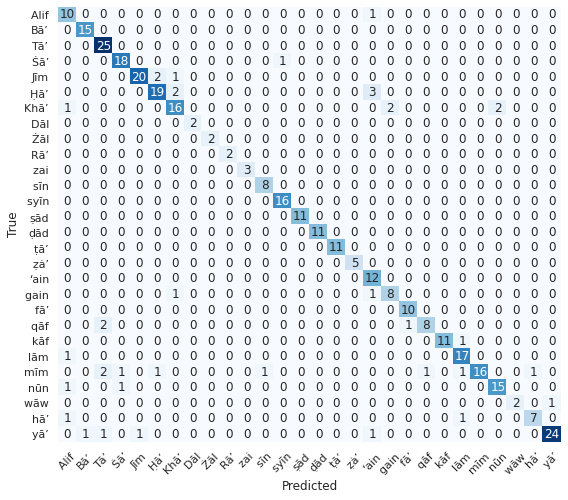 Alif 10 0 0 0 0 0 0 0 0 0 0 0 0 0 0 0 0 1 0 0 0 0 0 0 0 0 0 0
Bā’ 0 15 0 0 0 0 0 0 0 0 0 0 0 0 0 0 0 0 0 0 0 0 0 0 0 0 0 0
Tā’ 0 0 25 0 0 0 0 0 0 0 0 0 0 0 0 0 0 0 0 0 0 0 0 0 0 0 0 0
Ṡā’ 0 0 0 18 0 0 0 0 0 0 0 0 1 0 0 0 0 0 0 0 0 0 0 0 0 0 0 0
Jīm 0 0 0 0 20 2 1 0 0 0 0 0 0 0 0 0 0 0 0 0 0 0 0 0 0 0 0 0
Ḥā’ 0 0 0 0 0 19 2 0 0 0 0 0 0 0 0 0 0 3 0 0 0 0 0 0 0 0 0 0
Khā’ 1 0 0 0 0 0 16 0 0 0 0 0 0 0 0 0 0 0 2 0 0 0 0 0 2 0 0 0
Dāl 0 0 0 0 0 0 0 2 0 0 0 0 0 0 0 0 0 0 0 0 0 0 0 0 0 0 0 0
Żāl 0 0 0 0 0 0 0 0 2 0 0 0 0 0 0 0 0 0 0 0 0 0 0 0 0 0 0 0
Rā’ 0 0 0 0 0 0 0 0 0 2 0 0 0 0 0 0 0 0 0 0 0 0 0 0 0 0 0 0
zai 0 0 0 0 0 0 0 0 0 0 3 0 0 0 0 0 0 0 0 0 0 0 0 0 0 0 0 0
sīn 0 0 0 0 0 0 0 0 0 0 0 8 0 0 0 0 0 0 0 0 0 0 0 0 0 0 0 0
syīn 0 0 0 0 0 0 0 0 0 0 0 0 16 0 0 0 0 0 0 0 0 0 0 0 0 0 0 0
ṣād 0 0 0 0 0 0 0 0 0 0 0 0 0 11 0 0 0 0 0 0 0 0 0 0 0 0 0 0
ḍād 0 0 0 0 0 0 0 0 0 0 0 0 0 0 11 0 0 0 0 0 0 0 0 0 0 0 0 0
ṭā’ 0 0 0 0 0 0 0 0 0 0 0 0 0 0 0 11 0 0 0 0 0 0 0 0 0 0 0 0
ẓȧ’ 0 0 0 0 0 0 0 0 0 0 0 0 0 0 0 0 5 0 0 0 0 0 0 0 0 0 0 0
‘ain 0 0 0 0 0 0 0 0 0 0 0 0 0 0 0 0 0 12 0 0 0 0 0 0 0 0 0 0
gain 0 0 0 0 0 0 1 0 0 0 0 0 0 0 0 0 0 1 8 0 0 0 0 0 0 0 0 0
fā’ 0 0 0 0 0 0 0 0 0 0 0 0 0 0 0 0 0 0 0 10 0 0 0 0 0 0 0 0
qāf 0 0 2 0 0 0 0 0 0 0 0 0 0 0 0 0 0 0 0 1 8 0 0 0 0 0 0 0
kāf 0 0 0 0 0 0 0 0 0 0 0 0 0 0 0 0 0 0 0 0 0 11 1 0 0 0 0 0
lām 1 0 0 0 0 0 0 0 0 0 0 0 0 0 0 0 0 0 0 0 0 0 17 0 0 0 0 0
mīm 0 0 2 1 0 1 0 0 0 0 0 1 0 0 0 0 0 0 0 0 1 0 1 16 0 0 1 0
nūn 1 0 0 1 0 0 0 0 0 0 0 0 0 0 0 0 0 0 0 0 0 0 0 0 15 0 0 0
wāw 0 0 0 0 0 0 0 0 0 0 0 0 0 0 0 0 0 0 0 0 0 0 0 0 0 2 0 1
hā’ 1 0 0 0 0 0 0 0 0 0 0 0 0 0 0 0 0 0 0 0 0 0 1 0 0 0 7 0
yā’ 0 1 1 0 1 0 0 0 0 0 0 0 0 0 0 0 0 1 0 0 0 0 0 0 0 0 0 24
True
Alif Bā’ Tā’ Ṡā’ Jīm Ḥā’ Khā’ Dāl Żāl Rā’ zai sīn syīn ṣād ḍād ṭā’ ẓȧ’ ‘ain gain fā’ qāf kāf lām mīm nūn wāw hā’ yā’
Predicted